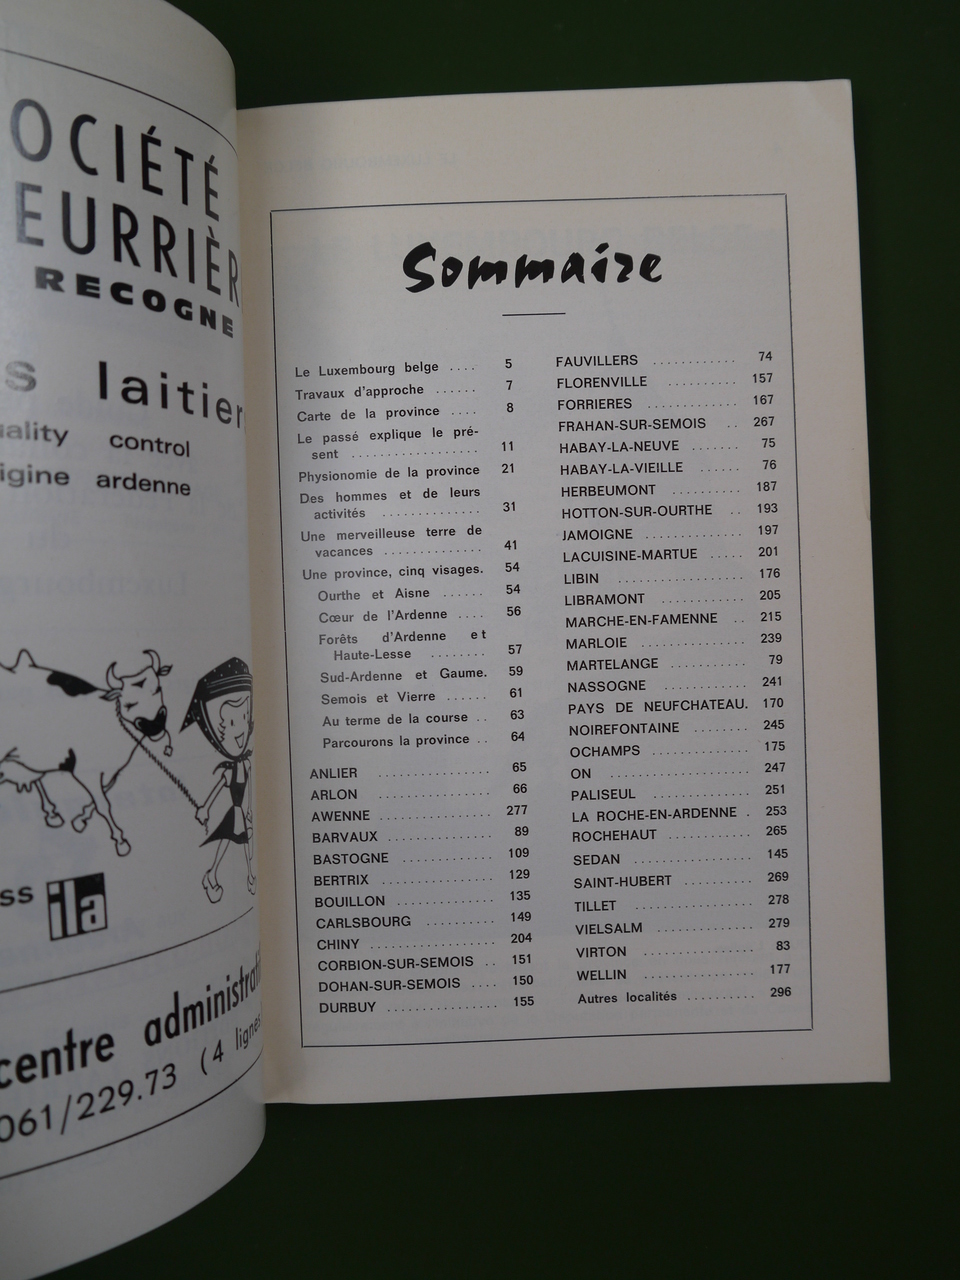 OCIÉTÉ
EURRIÈR
RECOGNE
s laitier
uality control
igine ardenne
ss ila
centre administrati
061/229.73 (4 lignes
Sommaire
Le Luxembourg belge .... 5
Travaux d'approche ...... 7
Carte de la province .... 8
Le passé explique le pré-
sent .................. 11
Physionomie de la province 21
Des hommes et de leurs
activités .............. 31
Une merveilleuse terre de
vacances .............. 41
Une province, cinq visages. 54
Ourthe et Aisne ...... 54
Cœur de l'Ardenne .... 56
Forêts d'Ardenne et
Haute-Lesse ........ 57
Sud-Ardenne et Gaume. 59
Semois et Vierre ...... 61
Au terme de la course .. 63
Parcourons la province .. 64
ANLIER ................ 65
ARLON ................ 66
AWENNE ................ 277
BARVAUX ............... 89
BASTOGNE ............. 109
BERTRIX ................ 129
BOUILLON .............. 135
CARLSBOURG .......... 149
CHINY .................. 204
CORBION-SUR-SEMOIS .. 151
DOHAN-SUR-SEMOIS .... 150
DURBUY ................ 155
FAUVILLERS ............ 74
FLORENVILLE .......... 157
FORRIERES ............. 167
FRAHAN-SUR-SEMOIS .. 267
HABAY-LA-NEUVE ....... 75
HABAY-LA-VIEILLE ...... 76
HERBEUMONT .......... 187
HOTTON-SUR-OURTHE .. 193
JAMOIGNE .............. 197
LACUISINE-MARTUE ..... 201
LIBIN .................. 176
LIBRAMONT ............ 205
MARCHE-EN-FAMENNE .. 215
MARLOIE ............... 239
MARTELANGE ........... 79
NASSOGNE ............ 241
PAYS DE NEUFCHATEAU. 170
NOIREFONTAINE ........ 245
OCHAMPS .............. 175
ON .................... 247
PALISEUL .............. 251
LA ROCHE-EN-ARDENNE . 253
ROCHEHAUT ............ 265
SEDAN ................. 145
SAINT-HUBERT .......... 269
TILLET ................. 278
VIELSALM .............. 279
VIRTON ................ 83
WELLIN ................ 177
Autres localités .......... 296